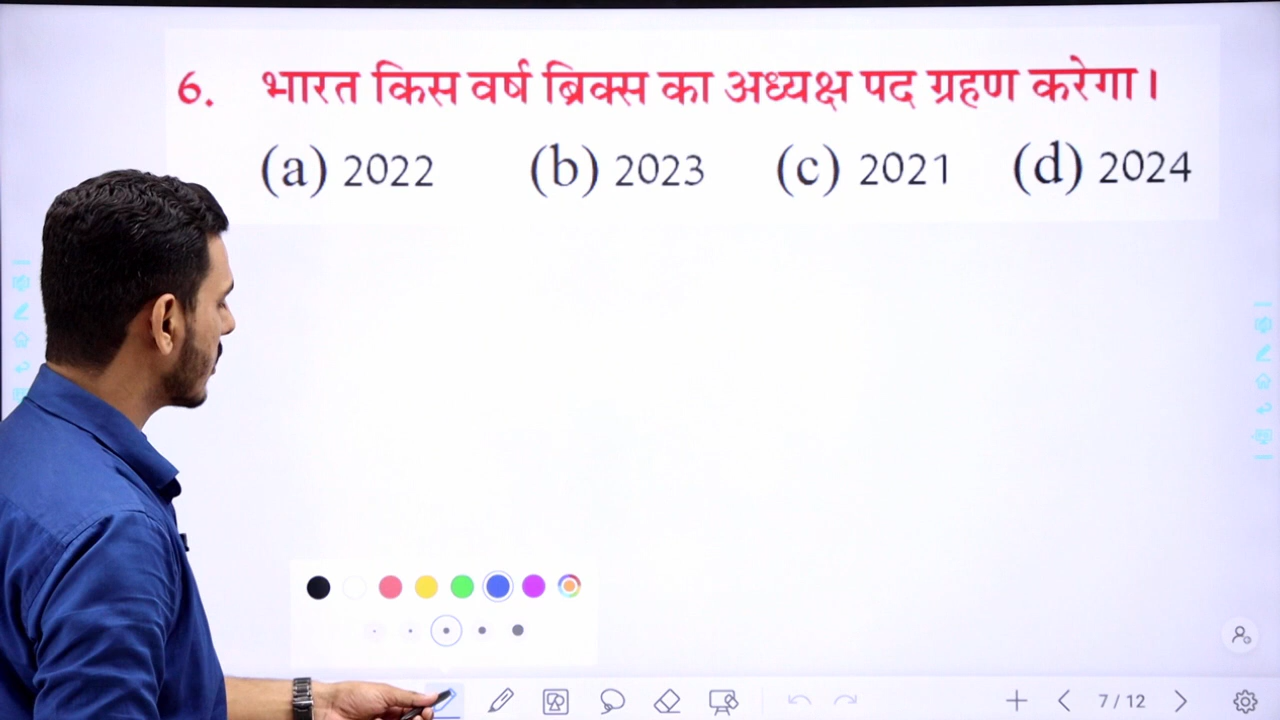 6. भारत किस वर्ष ब्रिक्स का अध्यक्ष पद ग्रहण करेगा।
(a) 2022 (b) 2023 (c) 2021 (d) 2024
7 / 12